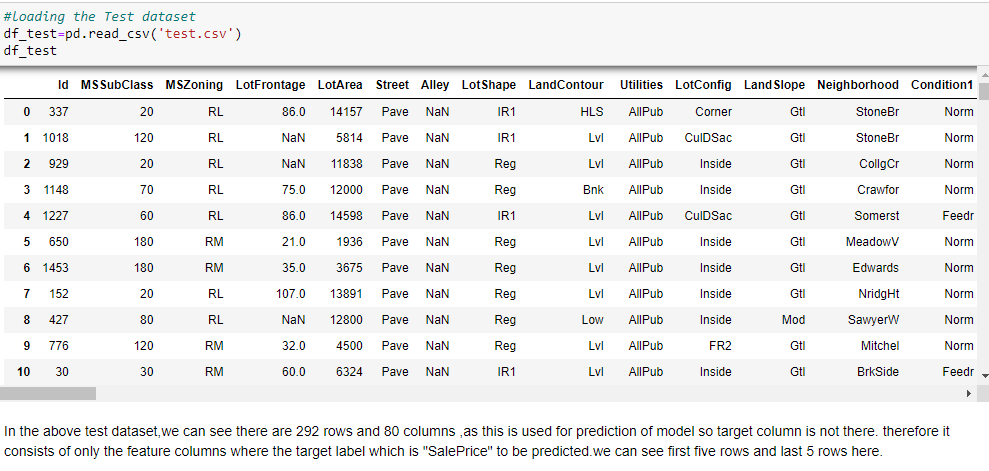 #loading the Test dataset
df_test=pd.read_csv('test.csv')
df_test
Id MSSubClass MSZoning LotFrontage LotArea Street Alley LotShape LandContour Utilities LotConfig LandSlope Neighborhood Condition1
0 337 20 RL 86.0 14157 Pave NaN IR1 HLS AllPub Corner Gtl StoneBr Norm
1 1018 120 RL NaN 5814 Pave NaN IR1 Lvl AllPub CulDSac Gtl StoneBr Norm
2 929 20 RL NaN 11838 Pave NaN Reg Lvl AllPub Inside Gtl CollgCr Norm
3 1148 70 RL 75.0 12000 Pave NaN Reg Bnk AllPub Inside Gtl Crawfor Norm
4 1227 60 RL 86.0 14598 Pave NaN IR1 Lvl AllPub CulDSac Gtl Somerst Feedr
5 650 180 RM 21.0 1936 Pave NaN Reg Lvl AllPub Inside Gtl MeadowV Norm
6 1453 180 RM 35.0 3675 Pave NaN Reg Lvl AllPub Inside Gtl Edwards Norm
7 152 20 RL 107.0 13891 Pave NaN Reg Lvl AllPub Inside Gtl NridgHt Norm
8 427 80 RL NaN 12800 Pave NaN Reg Low AllPub Inside Mod SawyerW Norm
9 776 120 RM 32.0 4500 Pave NaN Reg Lvl AllPub FR2 Gtl Mitchel Norm
10 30 30 RM 60.0 6324 Pave NaN IR1 Lvl AllPub Inside Gtl BrkSide Feedr
In the above test dataset,we can see there are 292 rows and 80 columns ,as this is used for prediction of model so target column is not there. therefore it
consists of only the feature columns where the target label which is "SalePrice" to be predicted.we can see first five rows and last 5 rows here.